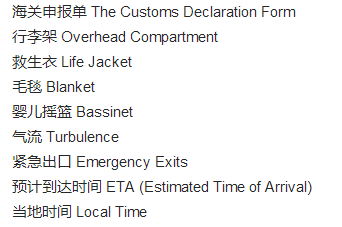 海关申报单 The Customs Declaration Form
行李架 Overhead Compartment
救生衣 Life Jacket
毛毯 Blanket
婴儿摇篮 Bassinet
气流 Turbulence
紧急出口 Emergency Exits
预计到达时间 ETA (Estimated Time of Arrival)
当地时间 Local Time